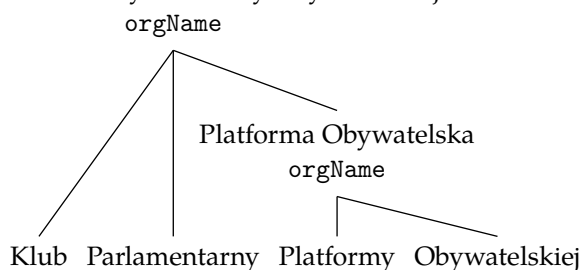 orgName
Platforma Obywatelska
orgName
Klub Parlamentarny Platformy Obywatelskiej